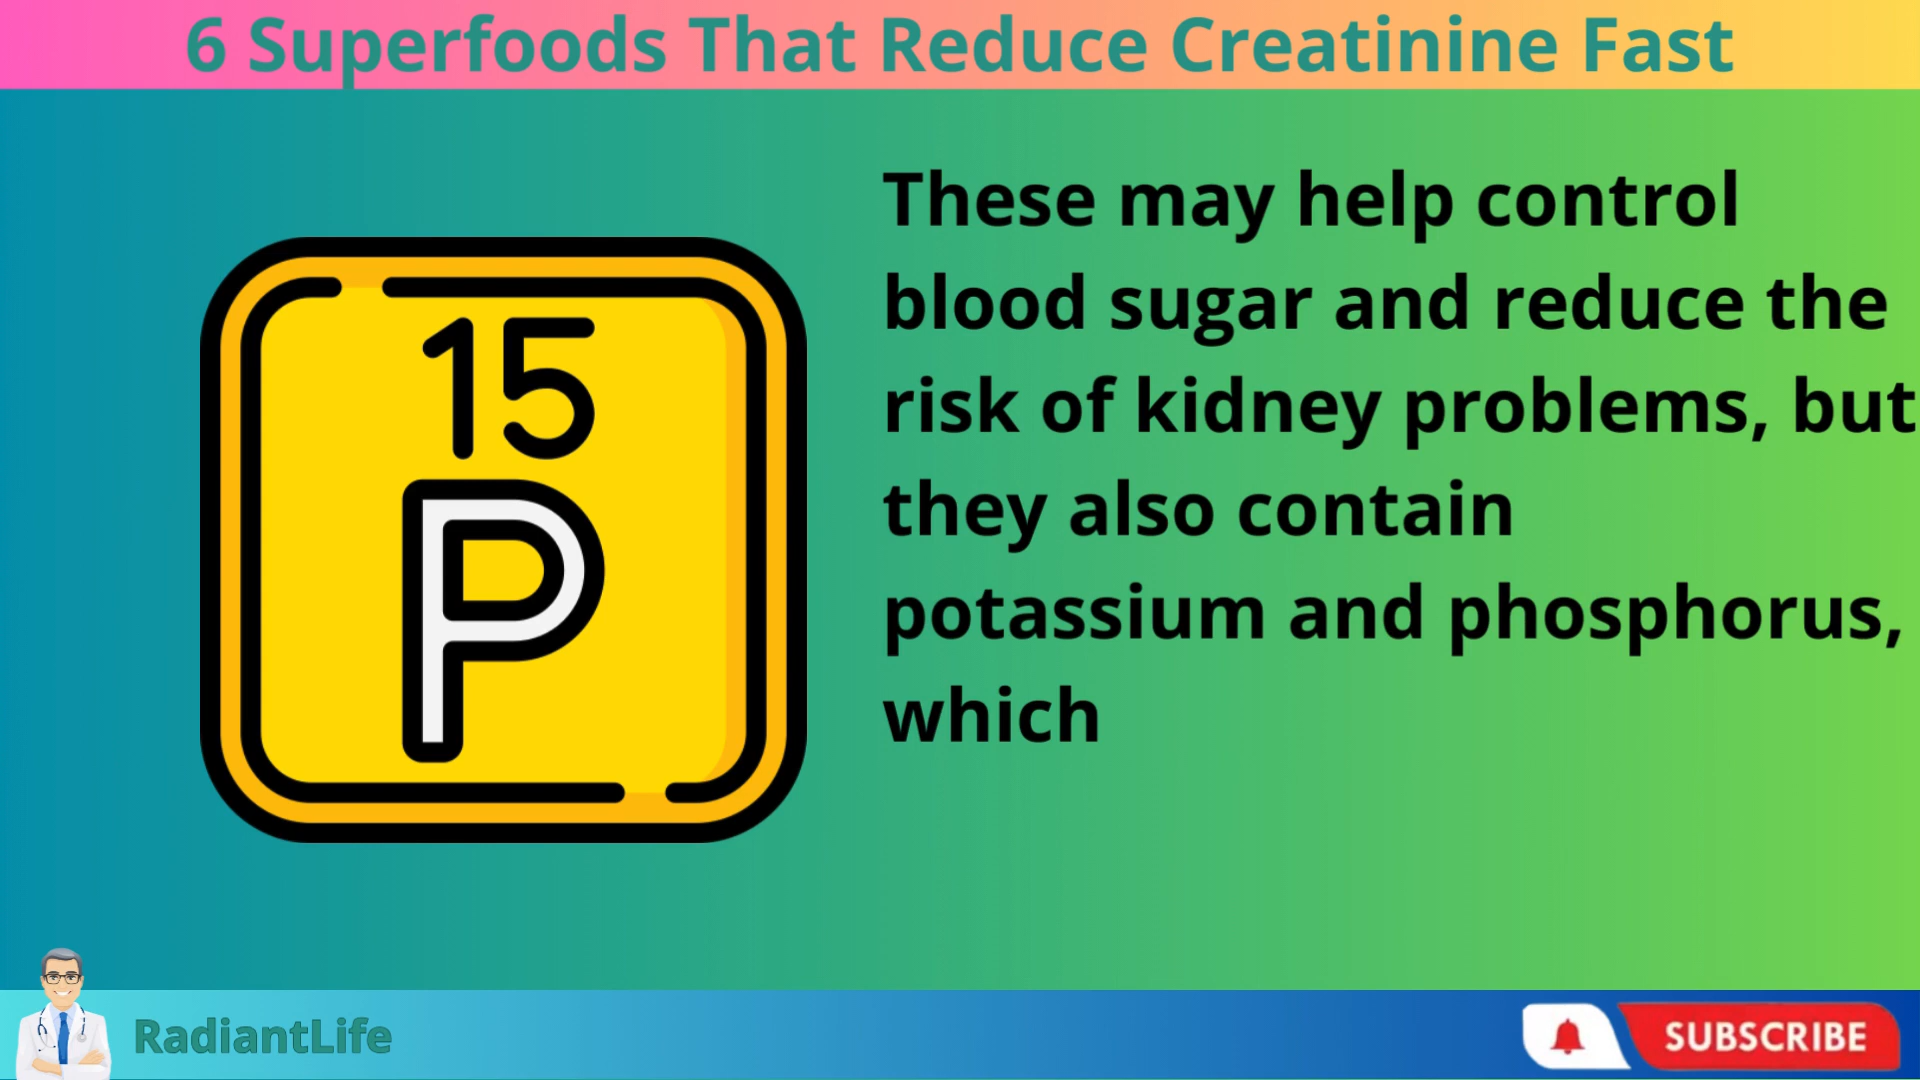 6 Superfoods That Reduce Creatinine Fast
15
P
These may help control
blood sugar and reduce the
risk of kidney problems, but
they also contain
potassium and phosphorus,
which
RadiantLife
SUBSCRIBE